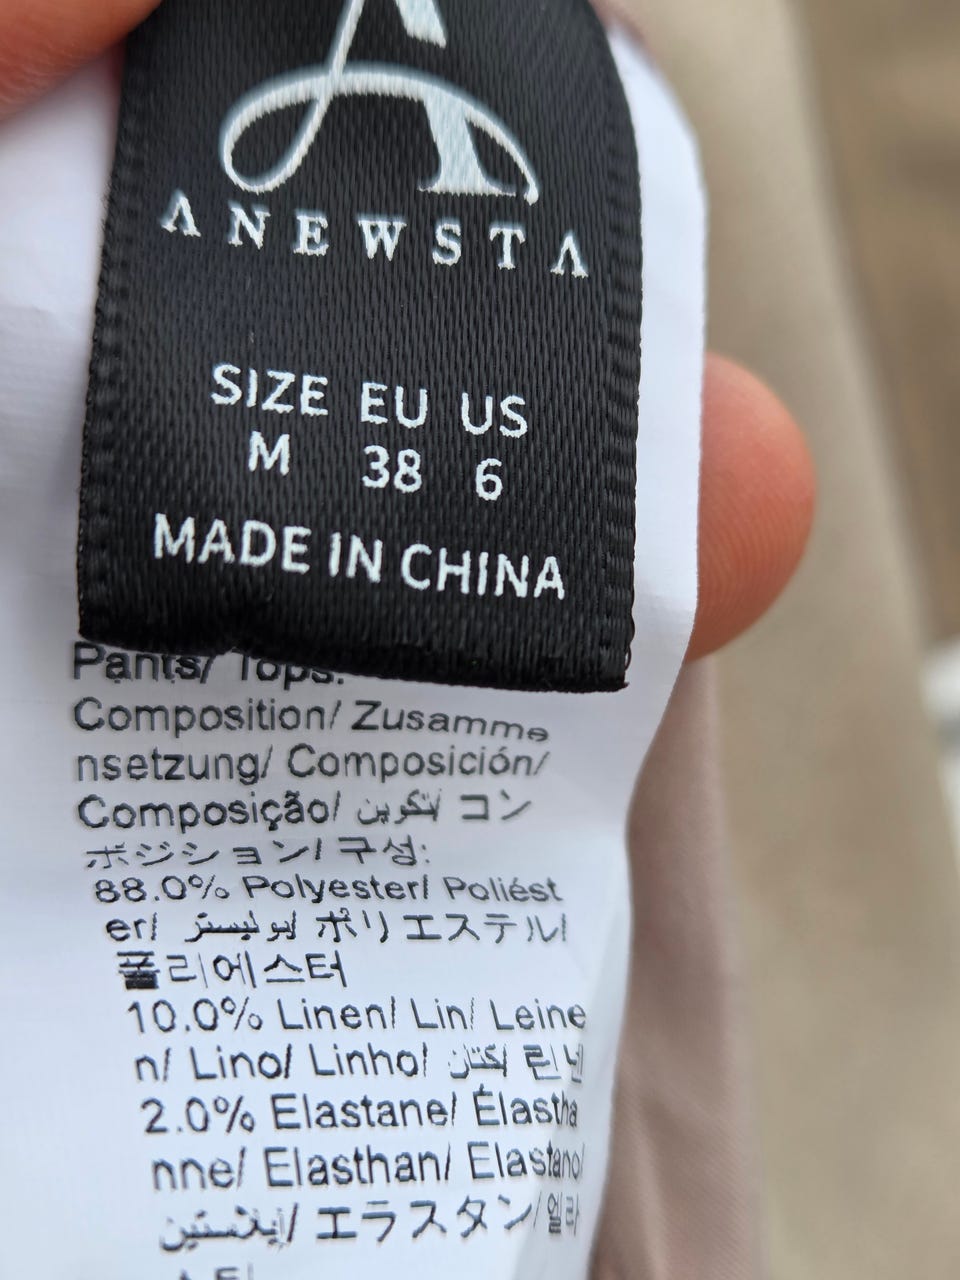 ANEWSTA
SIZE EU US
M 38 6
MADE IN CHINA
Pants/ Tops:
Composition/ Zusamme
nsetzung/ Composición/
Composição/ تكوين/ コン
ポジション/ 구성:
88.0% Polyester/ Poliést
er/ بوليستر/ ポリエステル/
폴리에스터
10.0% Linen/ Lin/ Leine
n/ Lino/ Linho/ كتان/ 린넨
2.0% Elastane/ Élastha
nne/ Elasthan/ Elastano/
إيلاستين/ エラスタン/ 엘라